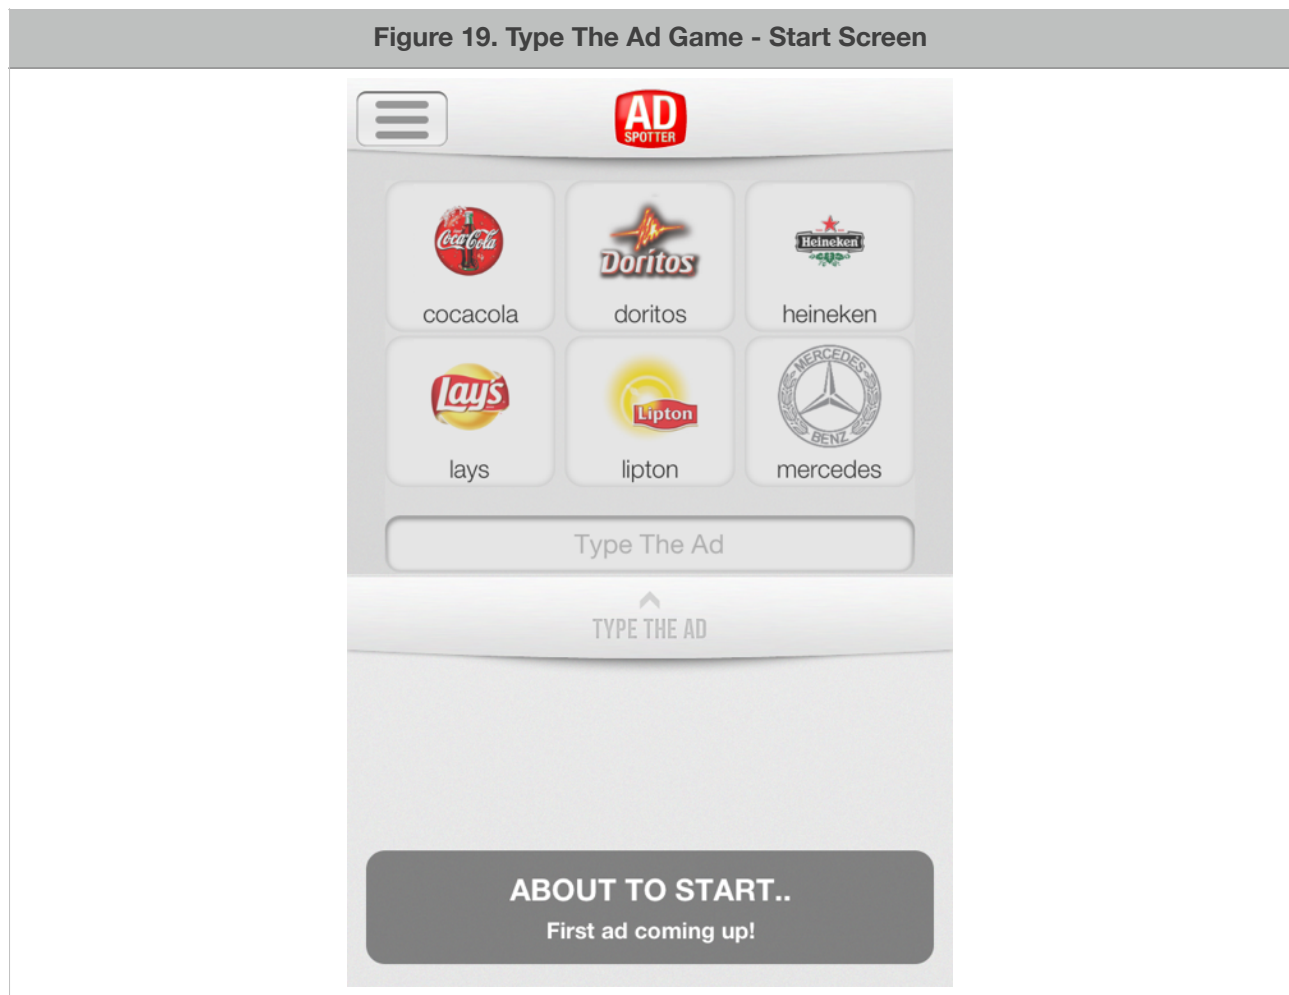 Figure 19. Type The Ad Game - Start Screen
AD
SPOTTER
Coca-Cola
Doritos
Heineken
cocacola
doritos
heineken
Lay's
Lipton
MERCEDES
BENZ
lays
lipton
mercedes
Type The Ad
TYPE THE AD
ABOUT TO START..
First ad coming up!